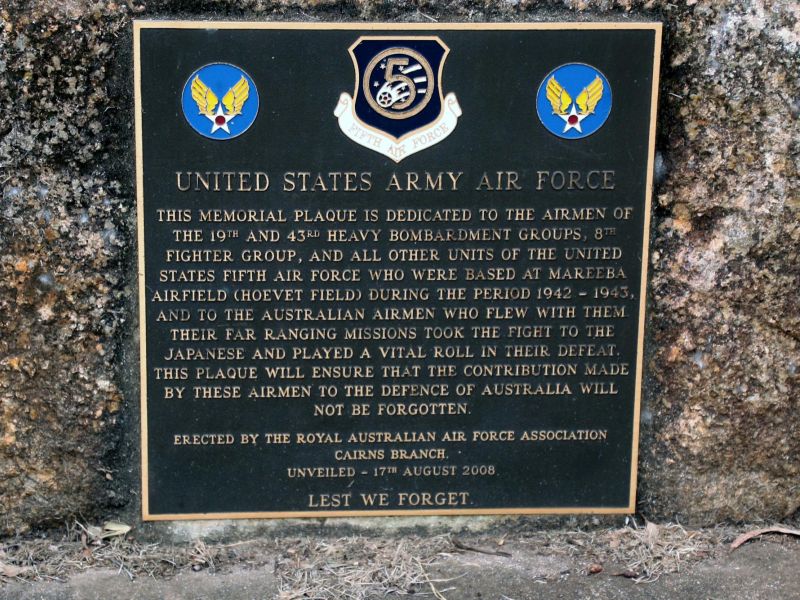 5
FIFTH AIR FORCE
UNITED STATES ARMY AIR FORCE
THIS MEMORIAL PLAQUE IS DEDICATED TO THE AIRMEN OF
THE 19TH AND 43RD HEAVY BOMBARDMENT GROUPS, 8TH
FIGHTER GROUP, AND ALL OTHER UNITS OF THE UNITED
STATES FIFTH AIR FORCE WHO WERE BASED AT MAREEBA
AIRFIELD (HOEVET FIELD) DURING THE PERIOD 1942 - 1943,
AND TO THE AUSTRALIAN AIRMEN WHO FLEW WITH THEM.
THEIR FAR RANGING MISSIONS TOOK THE FIGHT TO THE
JAPANESE AND PLAYED A VITAL ROLL IN THEIR DEFEAT.
THIS PLAQUE WILL ENSURE THAT THE CONTRIBUTION MADE
BY THESE AIRMEN TO THE DEFENCE OF AUSTRALIA WILL
NOT BE FORGOTTEN.
ERECTED BY THE ROYAL AUSTRALIAN AIR FORCE ASSOCIATION
CAIRNS BRANCH.
UNVEILED - 17TH AUGUST 2008.
LEST WE FORGET.